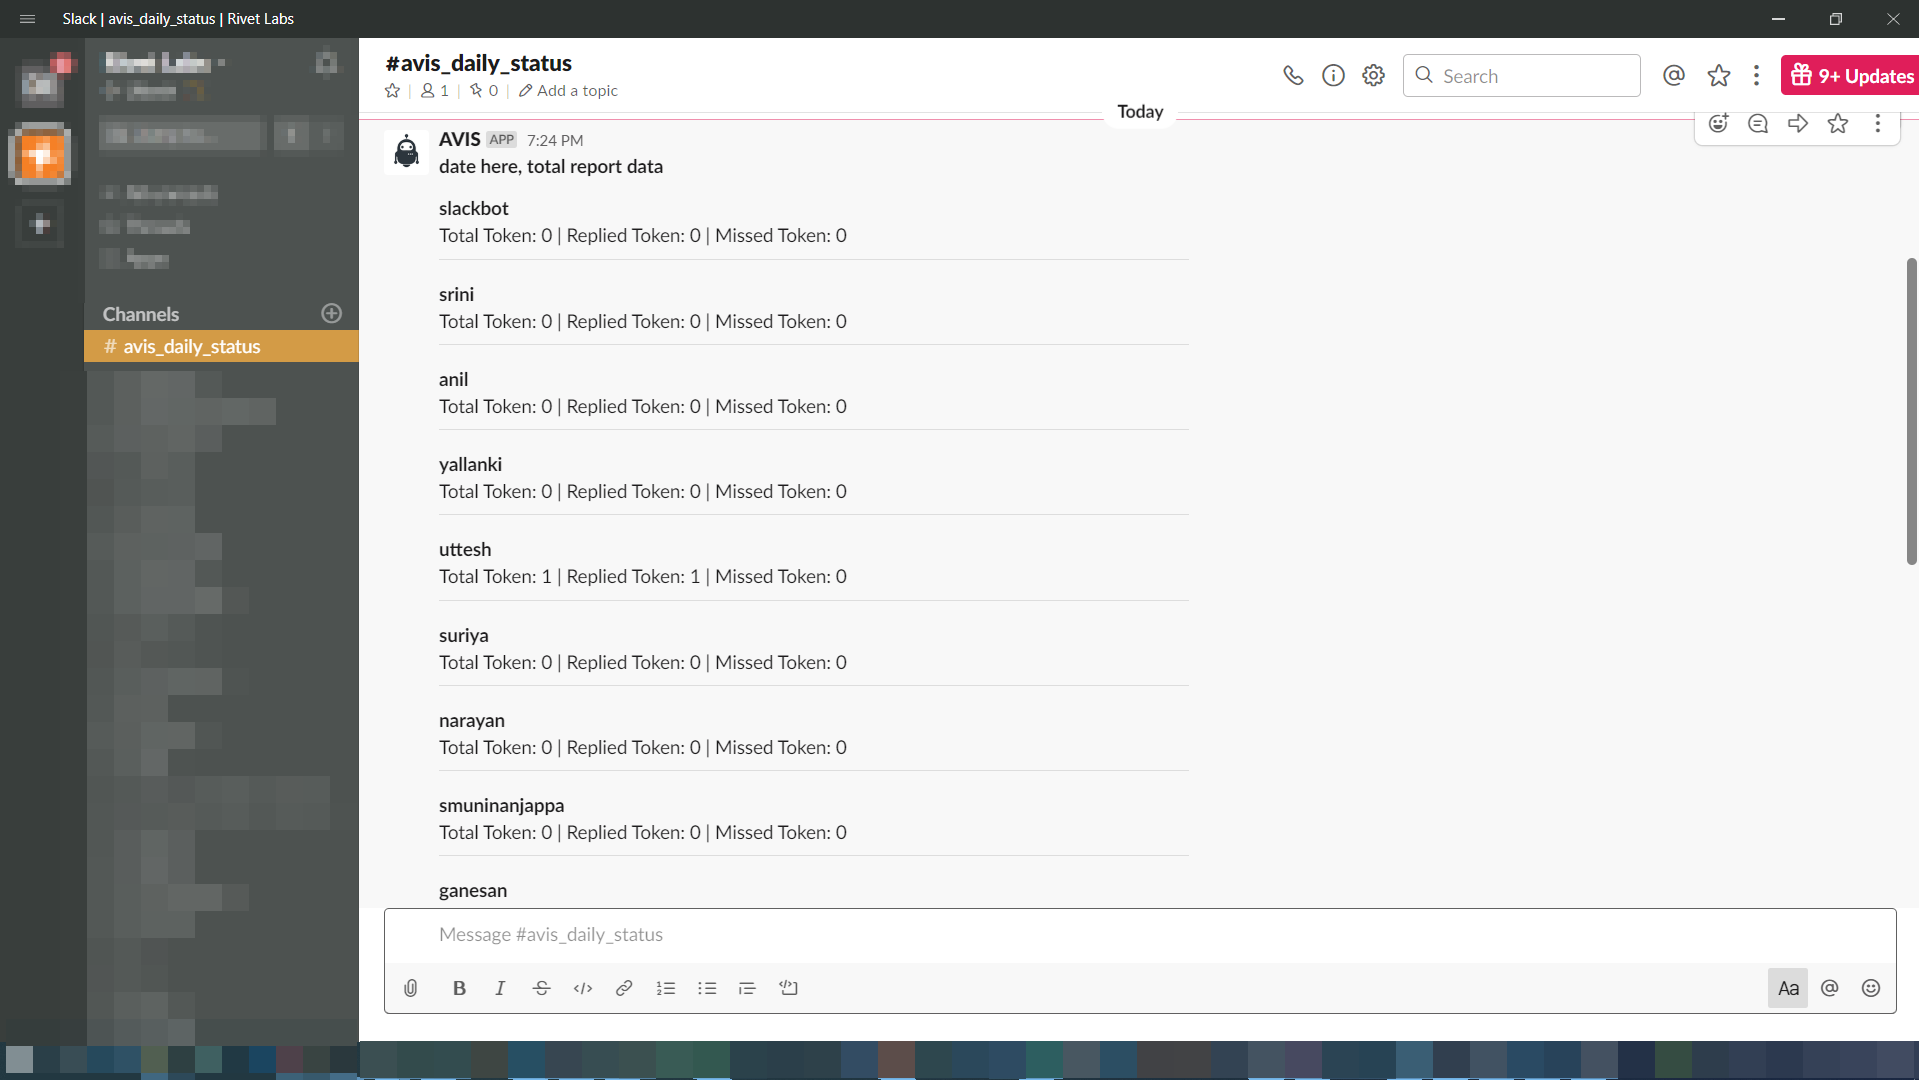 Slack | avis_daily_status | Rivet Labs
Channels
# avis_daily_status
#avis_daily_status
1 | 0 | Add a topic
Search
9+ Updates
Today
AVIS APP 7:24 PM
date here, total report data
slackbot
Total Token: 0 | Replied Token: 0 | Missed Token: 0
srini
Total Token: 0 | Replied Token: 0 | Missed Token: 0
anil
Total Token: 0 | Replied Token: 0 | Missed Token: 0
yallanki
Total Token: 0 | Replied Token: 0 | Missed Token: 0
uttesh
Total Token: 1 | Replied Token: 1 | Missed Token: 0
suriya
Total Token: 0 | Replied Token: 0 | Missed Token: 0
narayan
Total Token: 0 | Replied Token: 0 | Missed Token: 0
smuninanjappa
Total Token: 0 | Replied Token: 0 | Missed Token: 0
ganesan
Message #avis_daily_status
B I Aa @